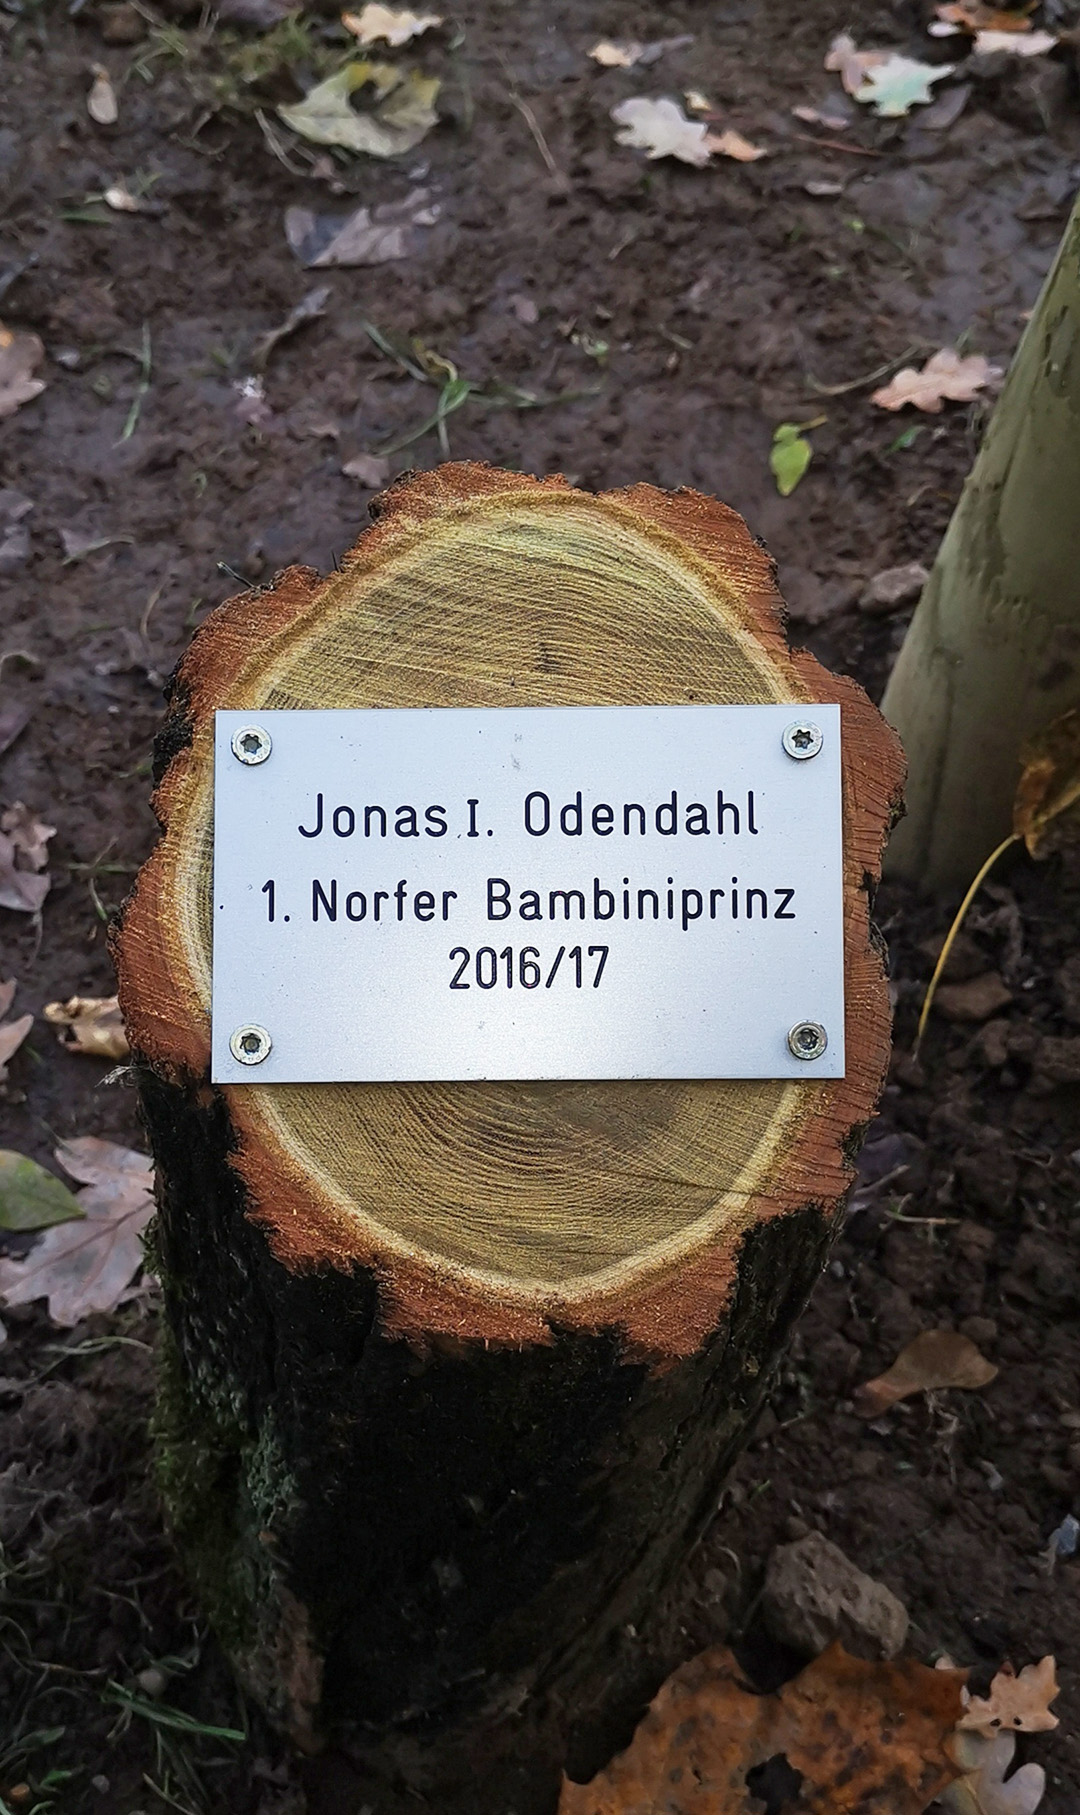 Jonas I. Odendahl
1. Norfer Bambiniprinz
2016/17